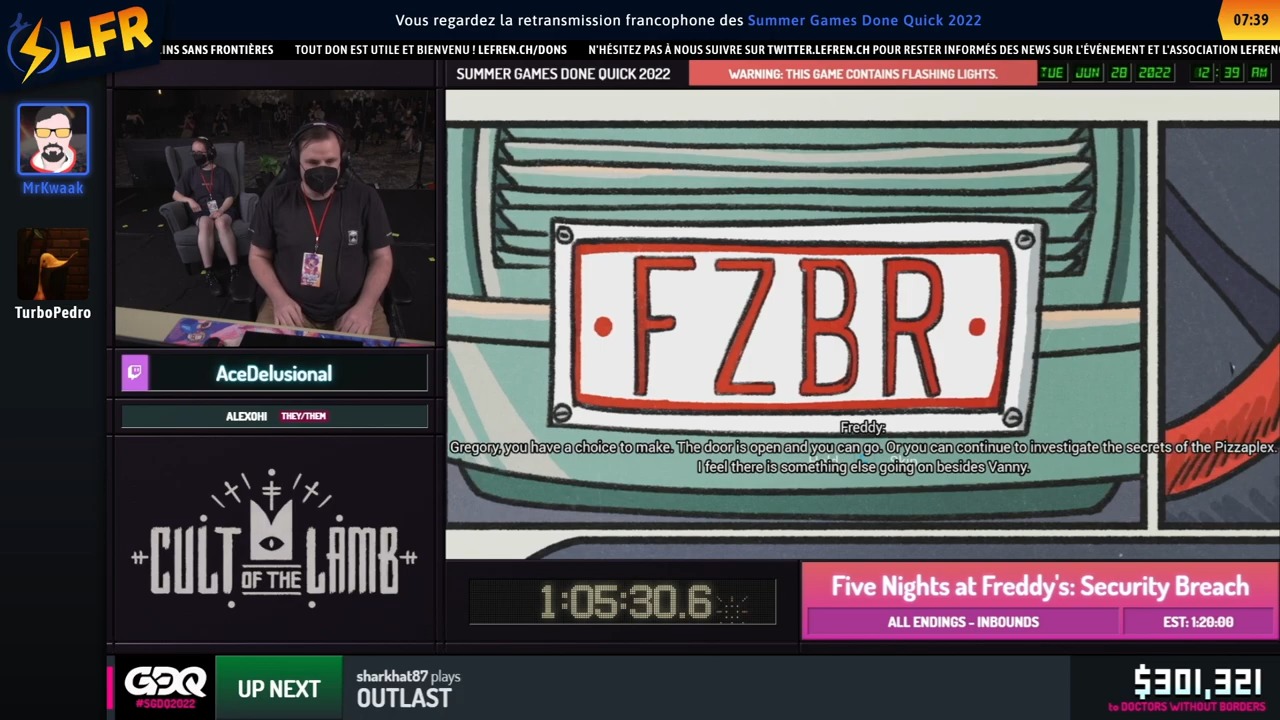 LFR
Vous regardez la retransmission francophone des Summer Games Done Quick 2022
07:39
INS SANS FRONTIÈRES TOUT DON EST UTILE ET BIENVENU ! LEFREN.CH/DONS N'HÉSITEZ PAS À NOUS SUIVRE SUR TWITTER.LEFREN.CH POUR RESTER INFORMÉS DES NEWS SUR L'ÉVÉNEMENT ET L'ASSOCIATION LEFREN
SUMMER GAMES DONE QUICK 2022
WARNING: THIS GAME CONTAINS FLASHING LIGHTS.
TUE JUN 28 2022 12:39 AM
MrKwaak
TurboPedro
FZBR
Freddy:
Gregory, you have a choice to make. The door is open and you can go. Or you can continue to investigate the secrets of the Pizzaplex.
I feel there is something else going on besides Vanny.
AceDelusional
ALEXOHI THEY/THEM
CULT OF THE LAMB
1:05:30.6
Five Nights at Freddy's: Security Breach
ALL ENDINGS - INBOUNDS
EST: 1:20:00
GDQ
#SGDQ2022
UP NEXT
sharkhat87 plays
OUTLAST
$301,321
to DOCTORS WITHOUT BORDERS